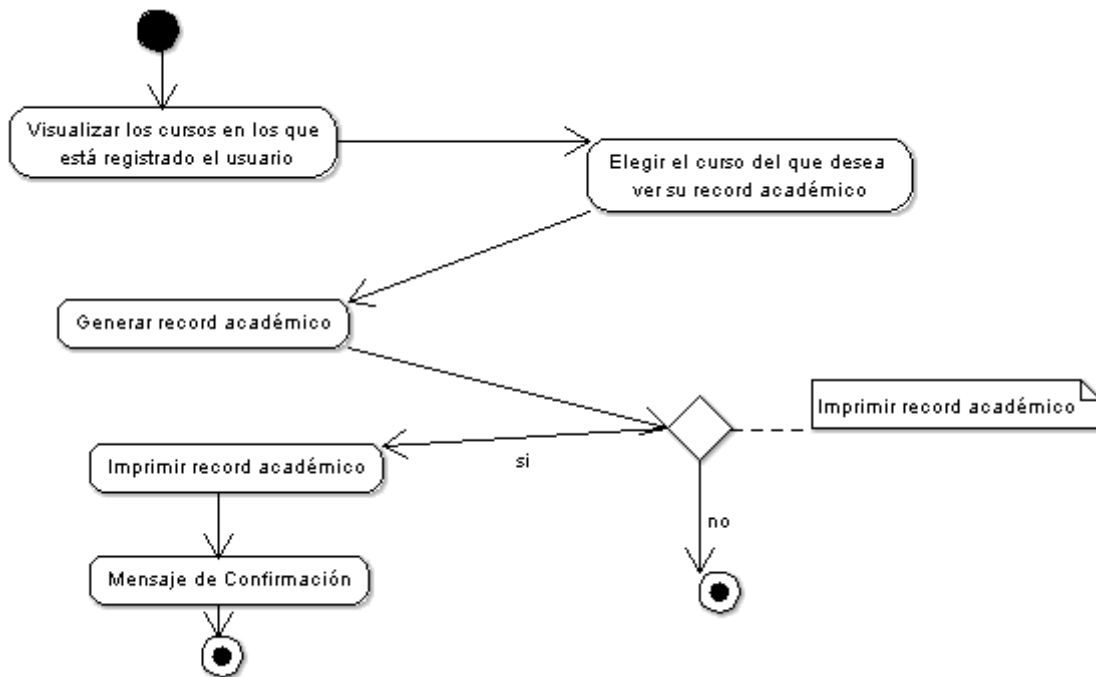 Visualizar los cursos en los que
está registrado el usuario
Elegir el curso del que desea
ver su record académico
Generar record académico
Imprimir record académico
Imprimir record académico
si
no
Mensaje de Confirmación